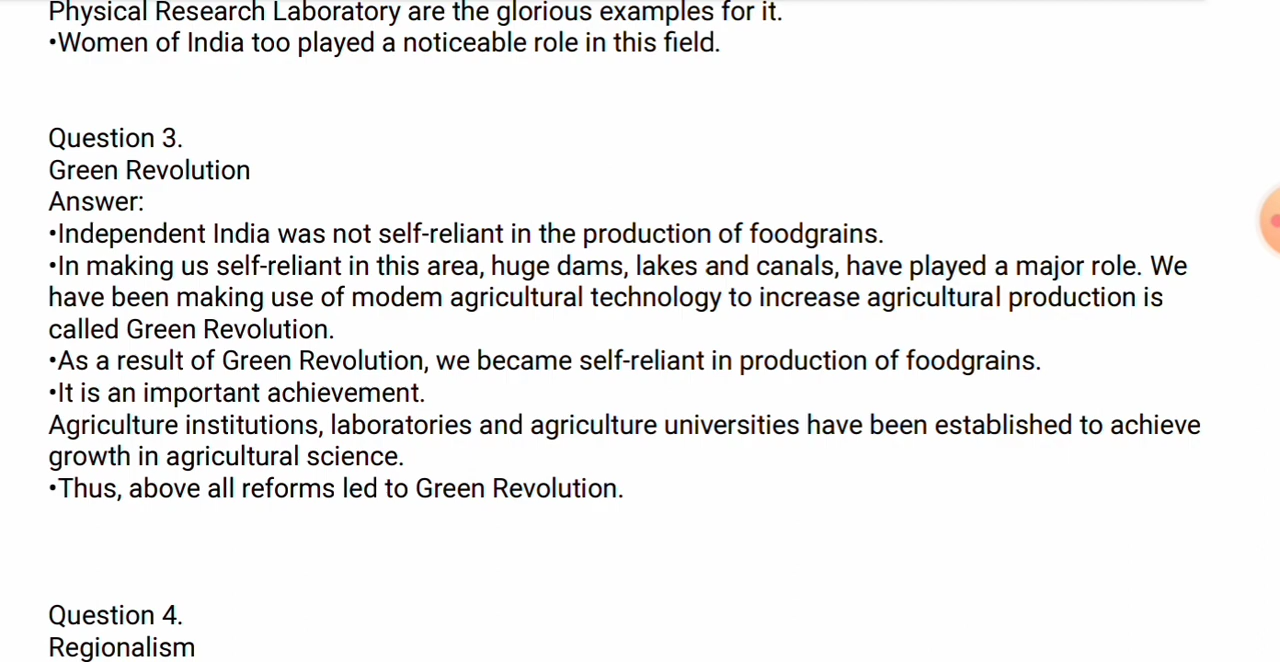 Physical Research Laboratory are the glorious examples for it.
•Women of India too played a noticeable role in this field.
Question 3.
Green Revolution
Answer:
•Independent India was not self-reliant in the production of foodgrains.
•In making us self-reliant in this area, huge dams, lakes and canals, have played a major role. We
have been making use of modem agricultural technology to increase agricultural production is
called Green Revolution.
•As a result of Green Revolution, we became self-reliant in production of foodgrains.
•It is an important achievement.
Agriculture institutions, laboratories and agriculture universities have been established to achieve
growth in agricultural science.
•Thus, above all reforms led to Green Revolution.
Question 4.
Regionalism